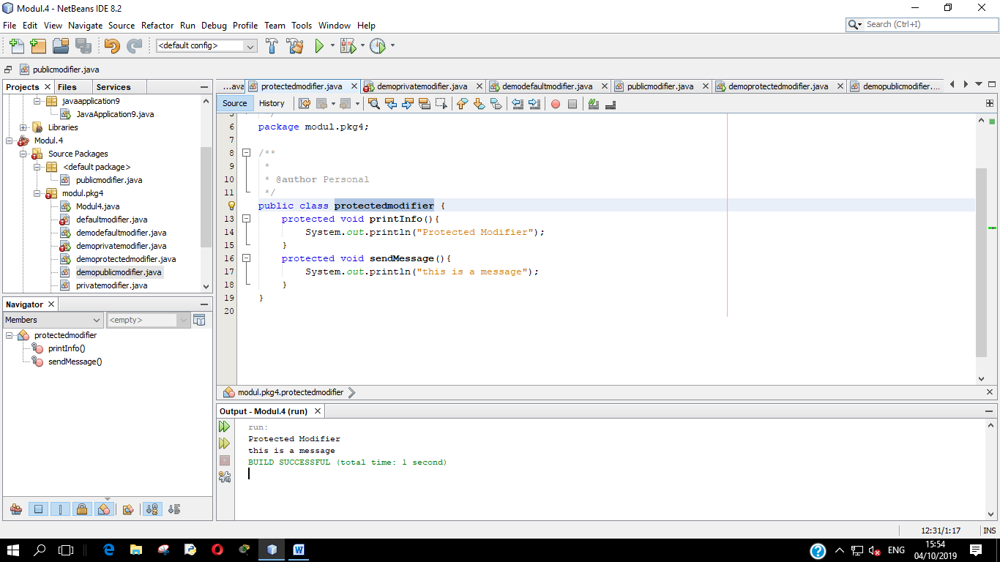 Modul.4 - NetBeans IDE 8.2
File Edit View Navigate Source Refactor Run Debug Profile Team Tools Window Help
Search (Ctrl+I)
<default config>
publicmodifier.java
Projects Files Services
...ava protectedmodifier.java demoprivatemodifier.java demodefaultmodifier.java publicmodifier.java demoprotectedmodifier.java demopublicmodifier....
Source History
javaapplication9
JavaApplication9.java
Libraries
Modul.4
Source Packages
<default package>
publicmodifier.java
modul.pkg4
Modul4.java
defaultmodifier.java
demodefaultmodifier.java
demoprivatemodifier.java
demoprotectedmodifier.java
demopublicmodifier.java
privatemodifier.java
5 */
6 package modul.pkg4;
7
8 /**
9 *
10 * @author Personal
11 */
public class protectedmodifier {
13 protected void printInfo(){
14 System.out.println("Protected Modifier");
15 }
16 protected void sendMessage(){
17 System.out.println("this is a message");
18 }
19 }
20
modul.pkg4.protectedmodifier
Navigator
Members <empty>
protectedmodifier
printInfo()
sendMessage()
Output - Modul.4 (run)
run:
Protected Modifier
this is a message
BUILD SUCCESSFUL (total time: 1 second)
12:31/1:17 INS
ENG
15:54
04/10/2019